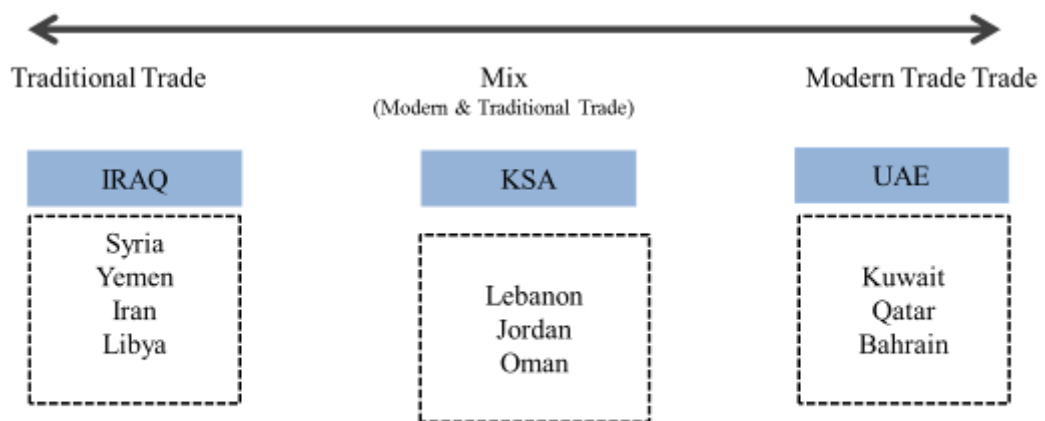 Traditional Trade
Mix
(Modern & Traditional Trade)
Modern Trade Trade
IRAQ
Syria
Yemen
Iran
Libya
KSA
Lebanon
Jordan
Oman
UAE
Kuwait
Qatar
Bahrain